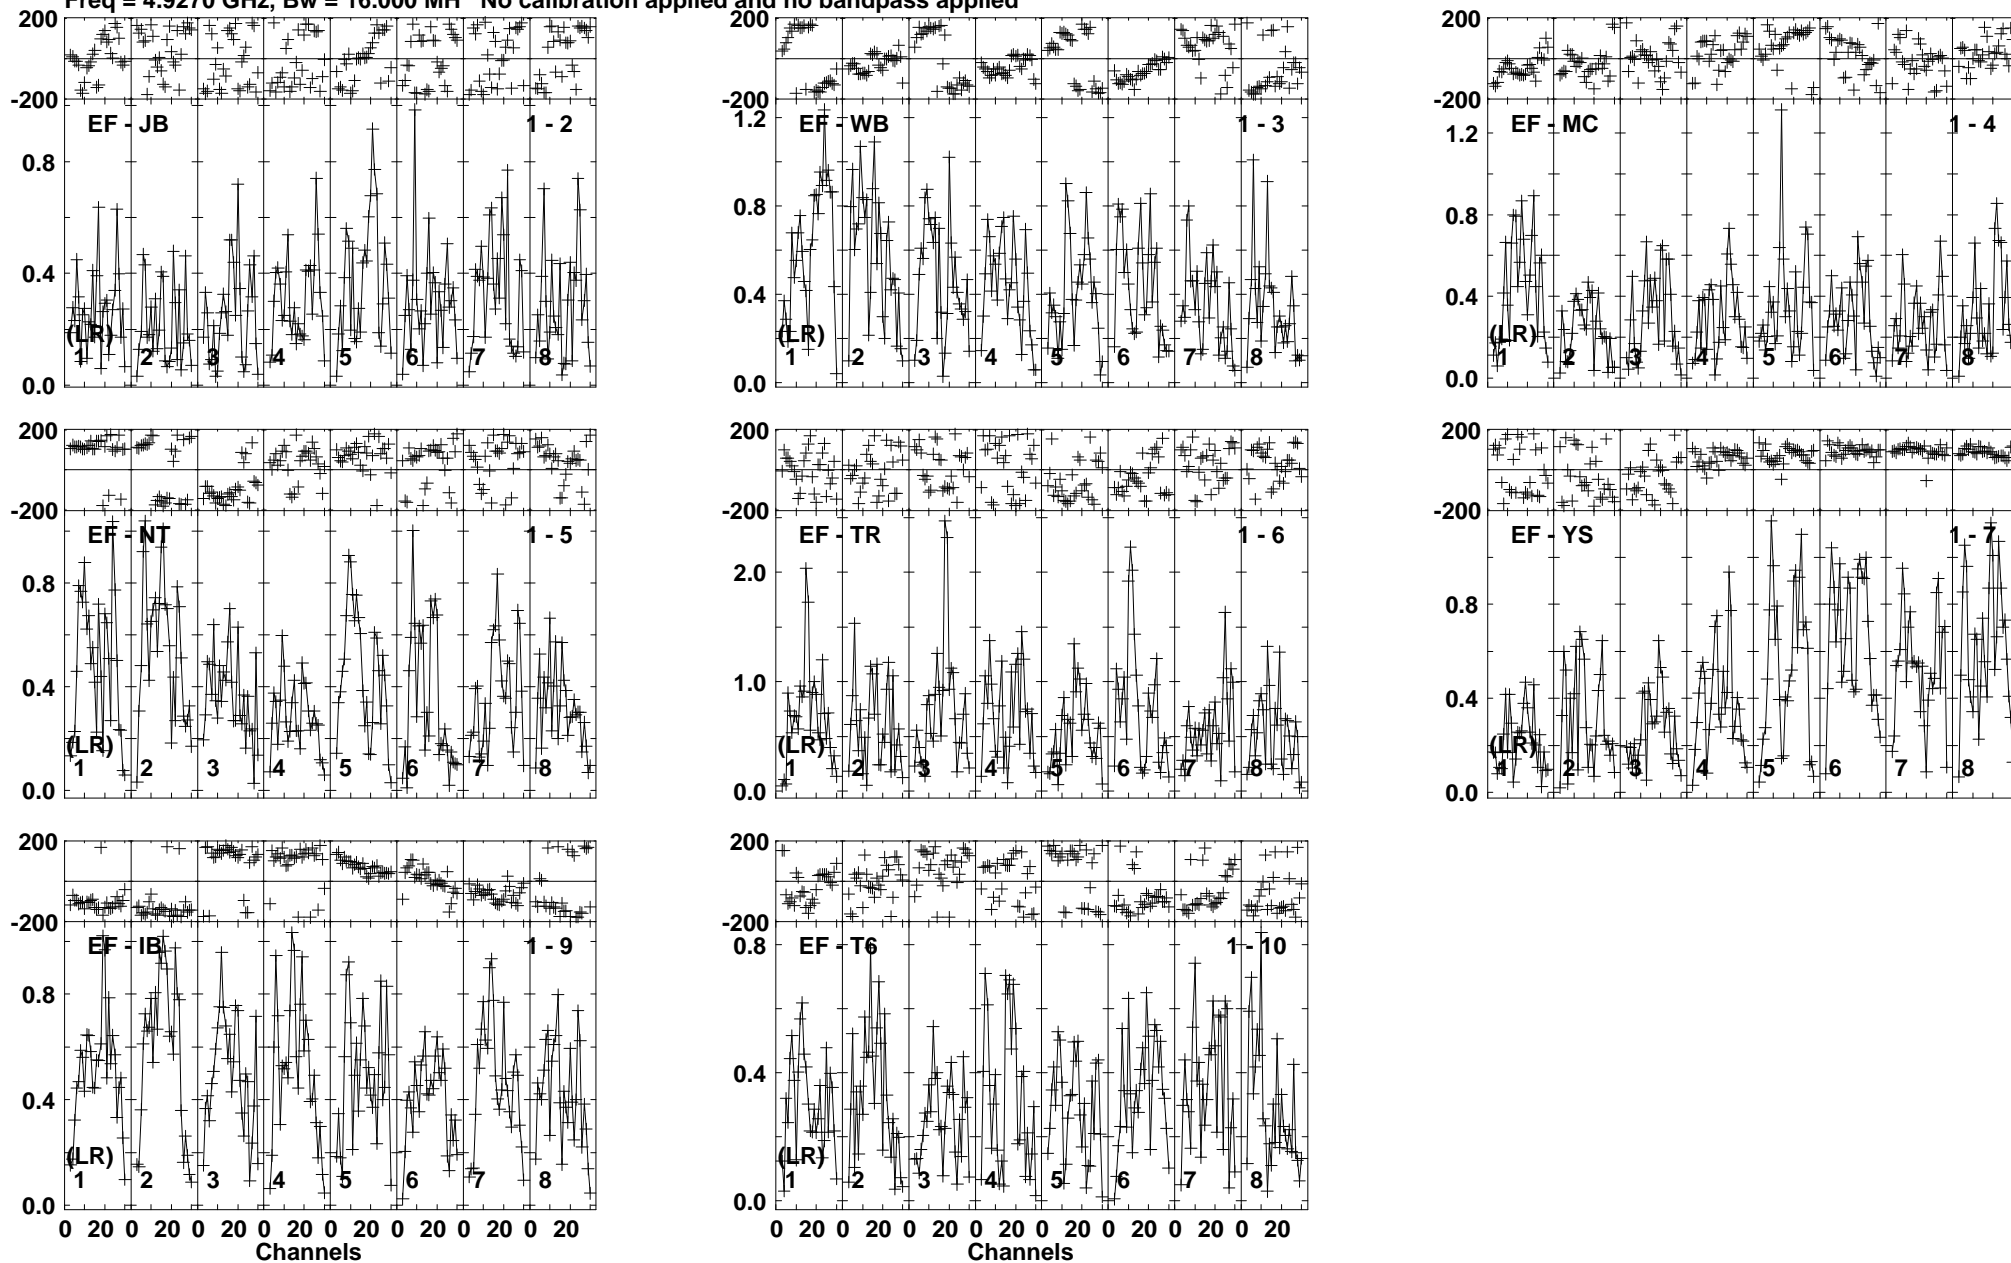 Freq = 4.9270 GHz, Bw = 16.000 MH No calibration applied and no bandpass applied
200
-200
EF - JB
1 - 2
0.8
0.4
0.0
(LR)
1 2 3 4 5 6 7 8
200
-200
EF - WB
1 - 3
1.2
0.8
0.4
0.0
(LR)
1 2 3 4 5 6 7 8
200
-200
EF - MC
1 - 4
1.2
0.8
0.4
0.0
(LR)
1 2 3 4 5 6 7 8
200
-200
EF - NT
1 - 5
0.8
0.4
0.0
(LR)
1 2 3 4 5 6 7 8
200
-200
EF - TR
1 - 6
2.0
1.0
0.0
(LR)
1 2 3 4 5 6 7 8
200
-200
EF - YS
1 - 7
0.8
0.4
0.0
(LR)
1 2 3 4 5 6 7 8
200
-200
EF - IB
1 - 9
0.8
0.4
0.0
(LR)
1 2 3 4 5 6 7 8
0 20 0 20 0 20 0 20 0 20 0 20 0 20 0 20
Channels
200
-200
EF - T6
1 - 10
0.8
0.4
0.0
(LR)
1 2 3 4 5 6 7 8
0 20 0 20 0 20 0 20 0 20 0 20 0 20 0 20
Channels